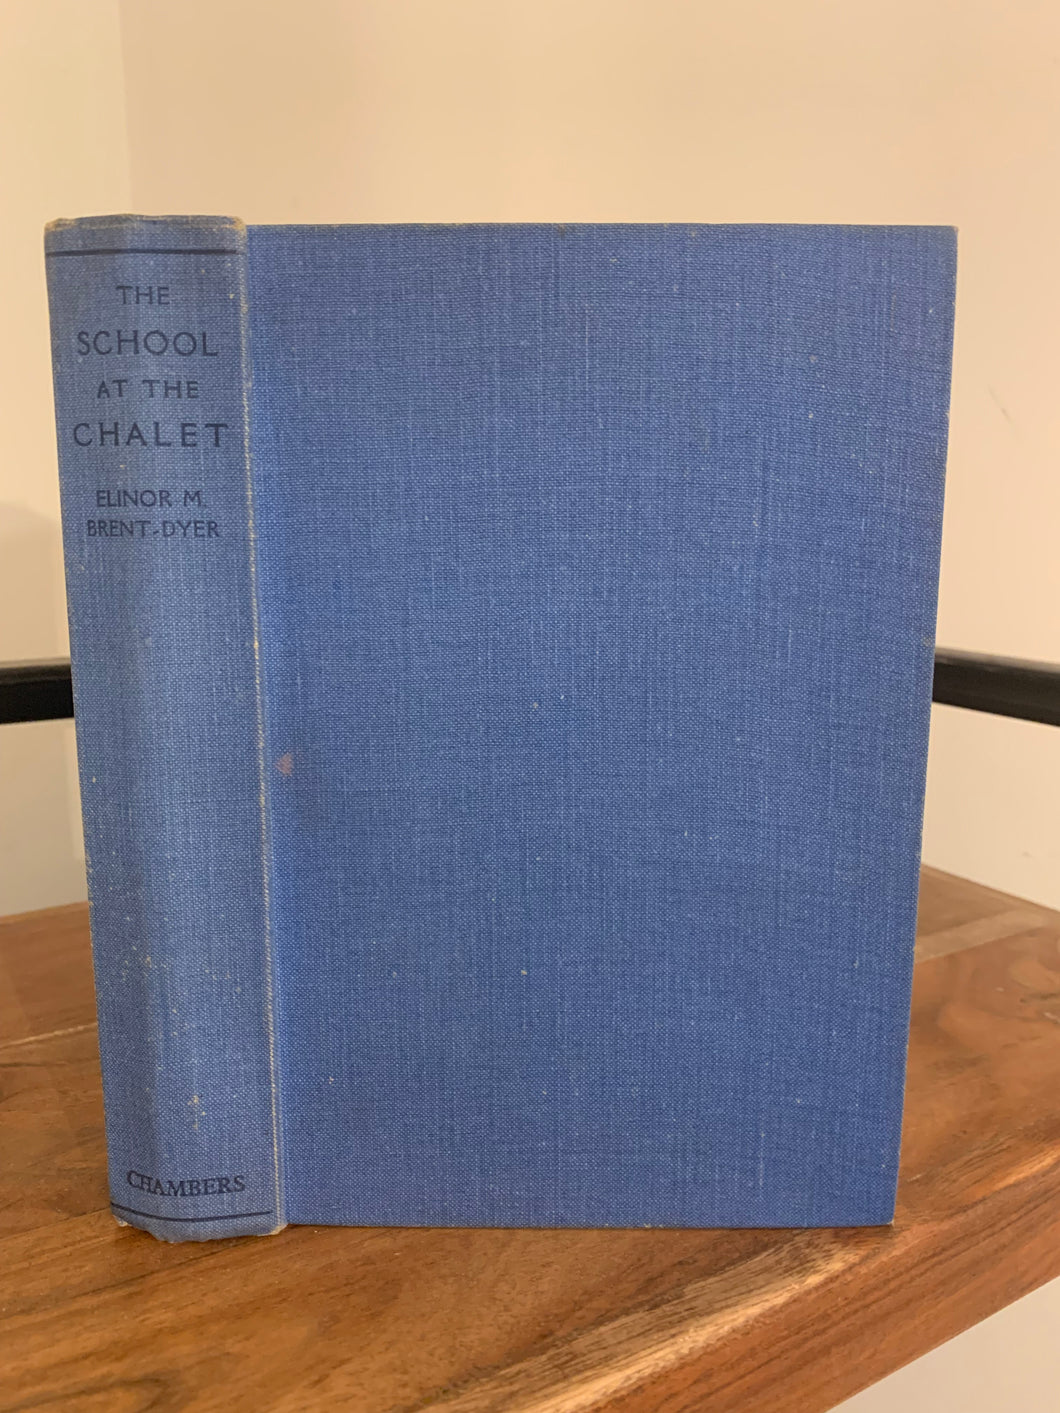 THE
SCHOOL
AT THE
CHALET
ELINOR M.
BRENT-DYER
CHAMBERS